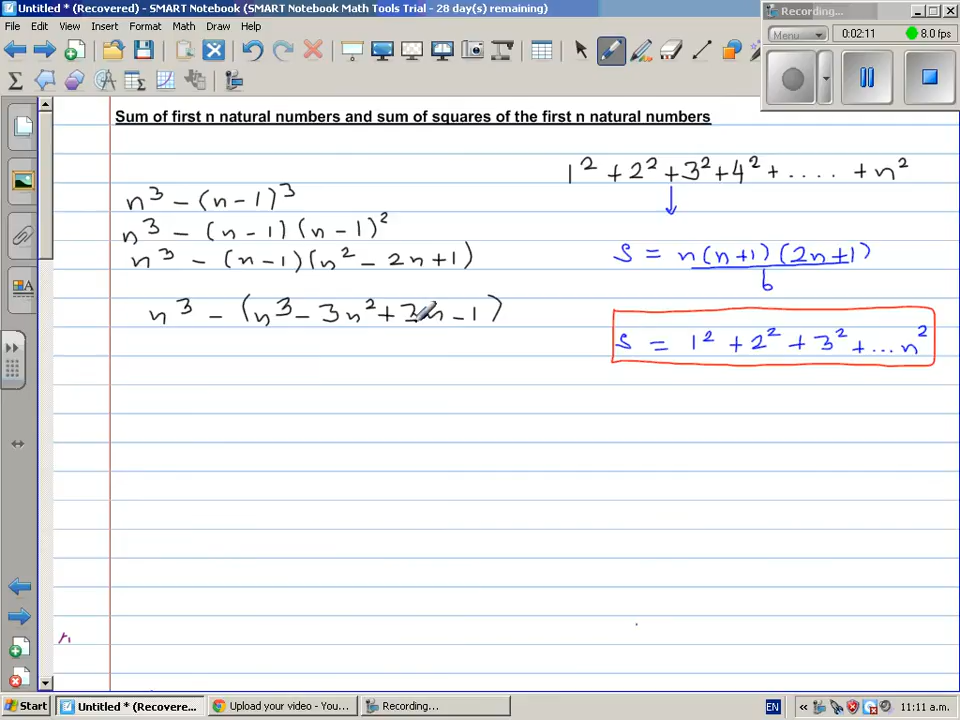 Untitled * (Recovered) - SMART Notebook (SMART Notebook Math Tools Trial - 28 day(s) remaining)
File Edit View Insert Format Math Draw Help
Recording...
Menu 0:02:11 8.0 fps
Sum of first n natural numbers and sum of squares of the first n natural numbers
1² + 2² + 3² + 4² + ..... + n²
n³ - (n-1)³
n³ - (n-1)(n-1)²
n³ - (n-1)(n² - 2n + 1)
S = n(n+1)(2n+1)
6
n³ - (n³ - 3n² + 3n - 1)
S = 1² + 2² + 3² + ... n²
Start Untitled * (Recovere... Upload your video - ... Recording... EN 11:11 a.m.